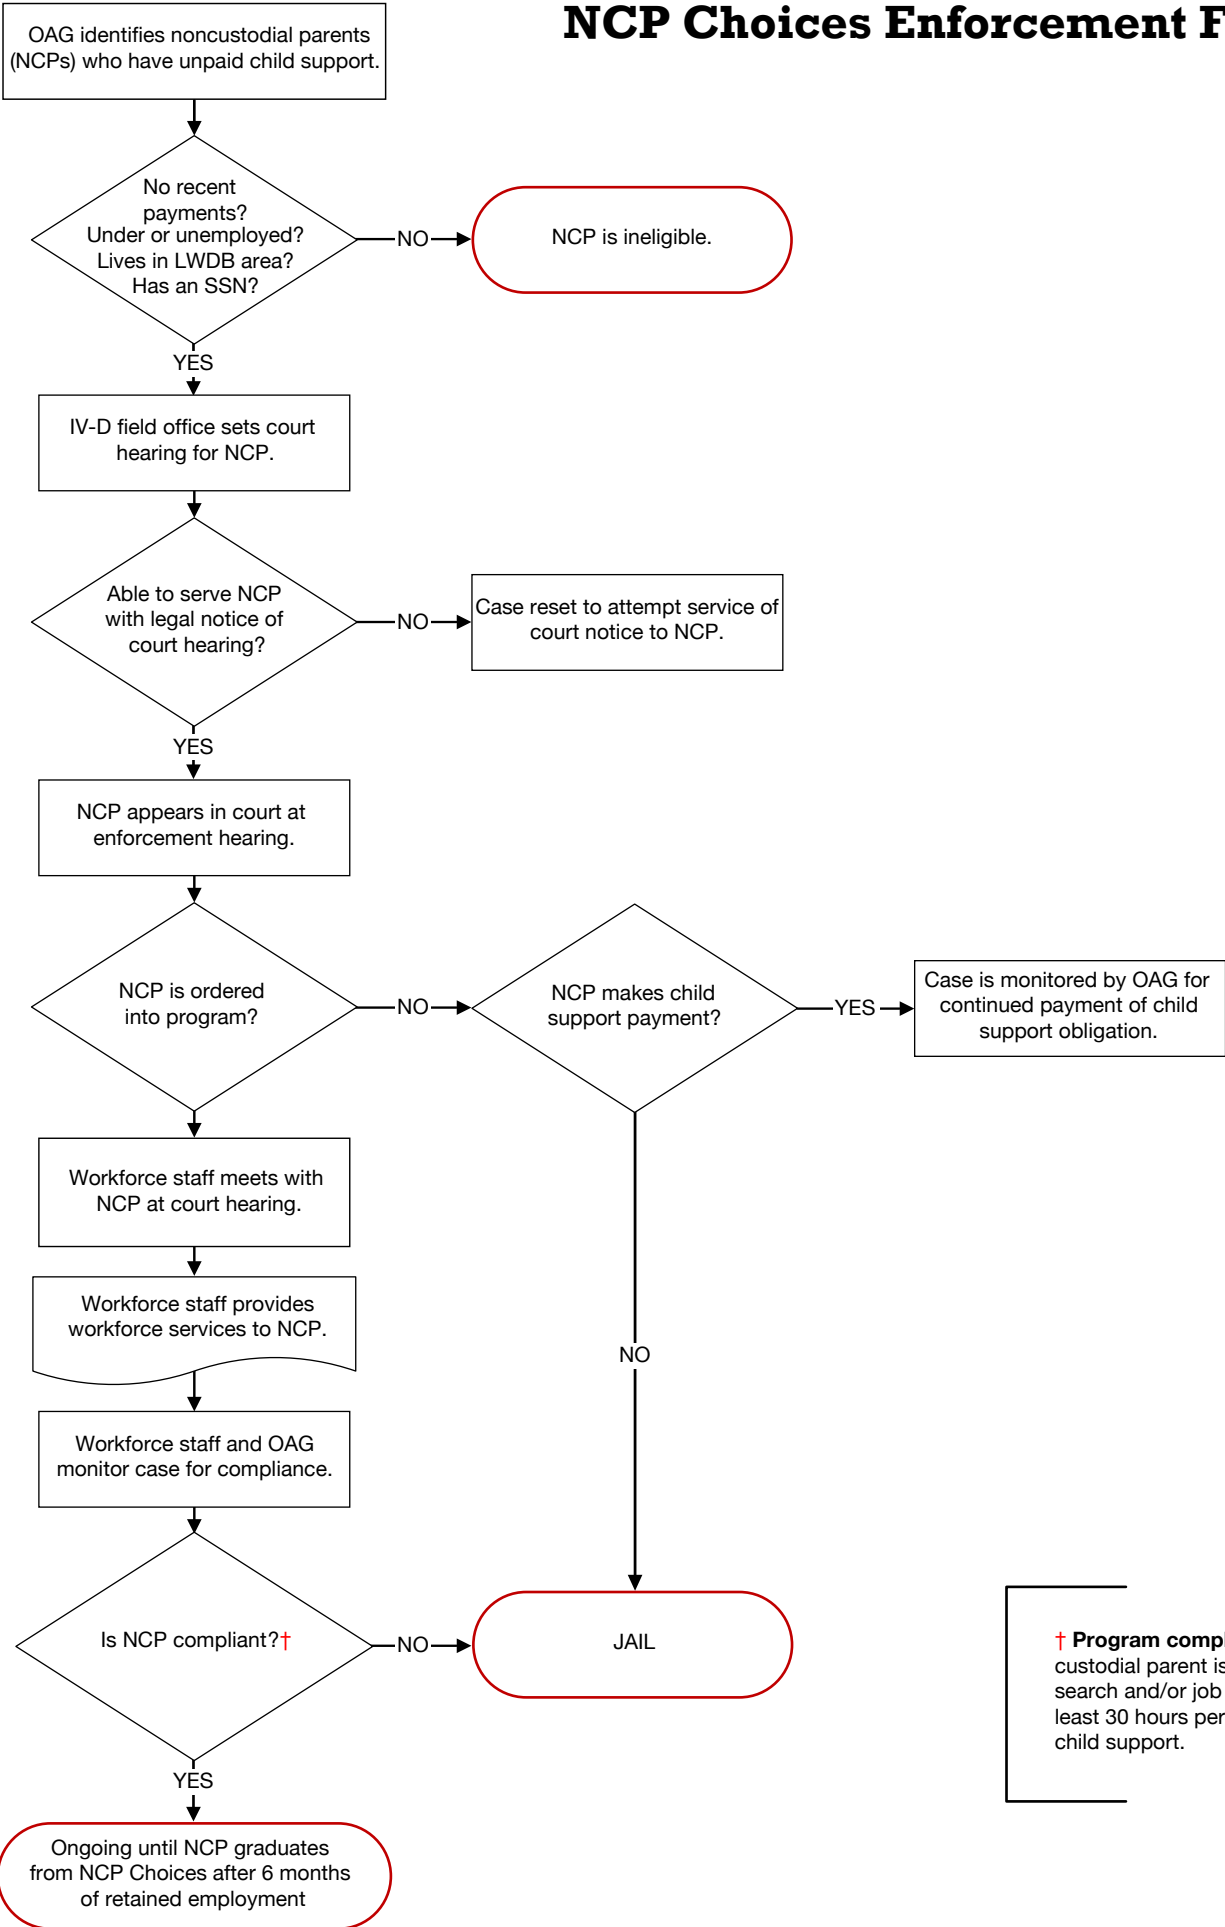 NCP Choices Enforcement F
OAG identifies noncustodial parents
(NCPs) who have unpaid child support.
No recent
payments?
Under or unemployed?
Lives in LWDB area?
Has an SSN?
NO
NCP is ineligible.
YES
IV-D field office sets court
hearing for NCP.
Able to serve NCP
with legal notice of
court hearing?
NO
Case reset to attempt service of
court notice to NCP.
YES
NCP appears in court at
enforcement hearing.
NCP is ordered
into program?
NO
NCP makes child
support payment?
YES
Case is monitored by OAG for
continued payment of child
support obligation.
Workforce staff meets with
NCP at court hearing.
Workforce staff provides
workforce services to NCP.
NO
Workforce staff and OAG
monitor case for compliance.
Is NCP compliant?†
NO
JAIL
† Program compl
custodial parent is
search and/or job
least 30 hours per
child support.
YES
Ongoing until NCP graduates
from NCP Choices after 6 months
of retained employment